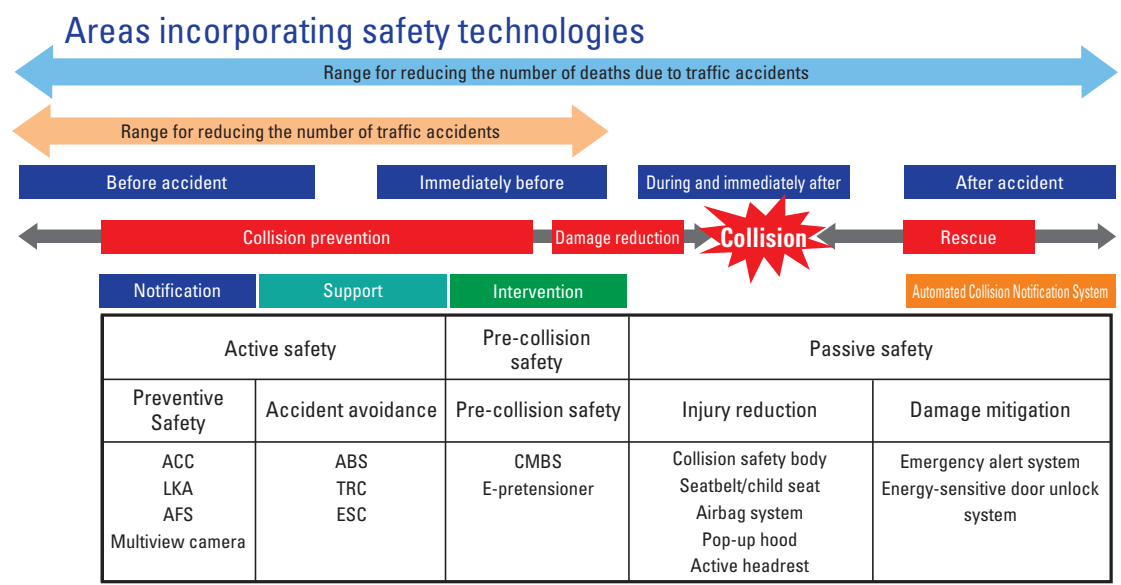 Areas incorporating safety technologies
Range for reducing the number of deaths due to traffic accidents
Range for reducing the number of traffic accidents
Before accident
Immediately before
During and immediately after
After accident
Collision prevention
Damage reduction
Collision
Rescue
Notification
Support
Intervention
Automated Collision Notification System
Active safety
Pre-collision
safety
Passive safety
Preventive
Safety
Accident avoidance
Pre-collision safety
Injury reduction
Damage mitigation
ACC
LKA
AFS
Multiview camera
ABS
TRC
ESC
CMBS
E-pretensioner
Collision safety body
Seatbelt/child seat
Airbag system
Pop-up hood
Active headrest
Emergency alert system
Energy-sensitive door unlock
system